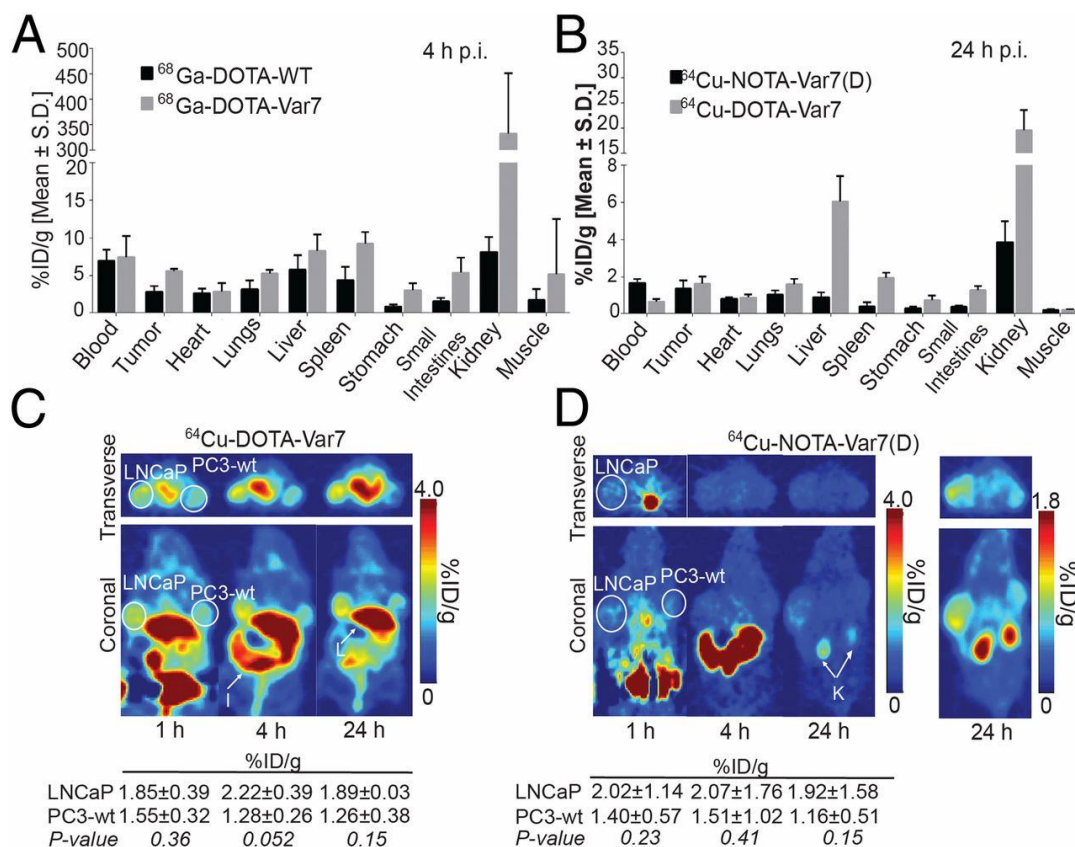 A
500
450
400
350
300
20
15
10
5
0
%ID/g [Mean ± S.D.]
4 h p.i.
68Ga-DOTA-WT
68Ga-DOTA-Var7
Blood
Tumor
Heart
Lungs
Liver
Spleen
Stomach
Small
Intestines
Kidney
Muscle
B
35
30
25
20
15
8
6
4
2
0
%ID/g [Mean ± S.D.]
24 h p.i.
64Cu-NOTA-Var7(D)
64Cu-DOTA-Var7
Blood
Tumor
Heart
Lungs
Liver
Spleen
Stomach
Small
Intestines
Kidney
Muscle
C
64Cu-DOTA-Var7
Transverse
LNCaP PC3-wt
Coronal
LNCaP
PC3-wt
I
L
4.0
%ID/g
0
1 h 4 h 24 h
%ID/g
LNCaP 1.85±0.39 2.22±0.39 1.89±0.03
PC3-wt 1.55±0.32 1.28±0.26 1.26±0.38
P-value 0.36 0.052 0.15
D
64Cu-NOTA-Var7(D)
Transverse
LNCaP
Coronal
LNCaP PC3-wt
K
4.0
%ID/g
0
1 h 4 h 24 h
1.8
%ID/g
0
24 h
%ID/g
LNCaP 2.02±1.14 2.07±1.76 1.92±1.58
PC3-wt 1.40±0.57 1.51±1.02 1.16±0.51
P-value 0.23 0.41 0.15